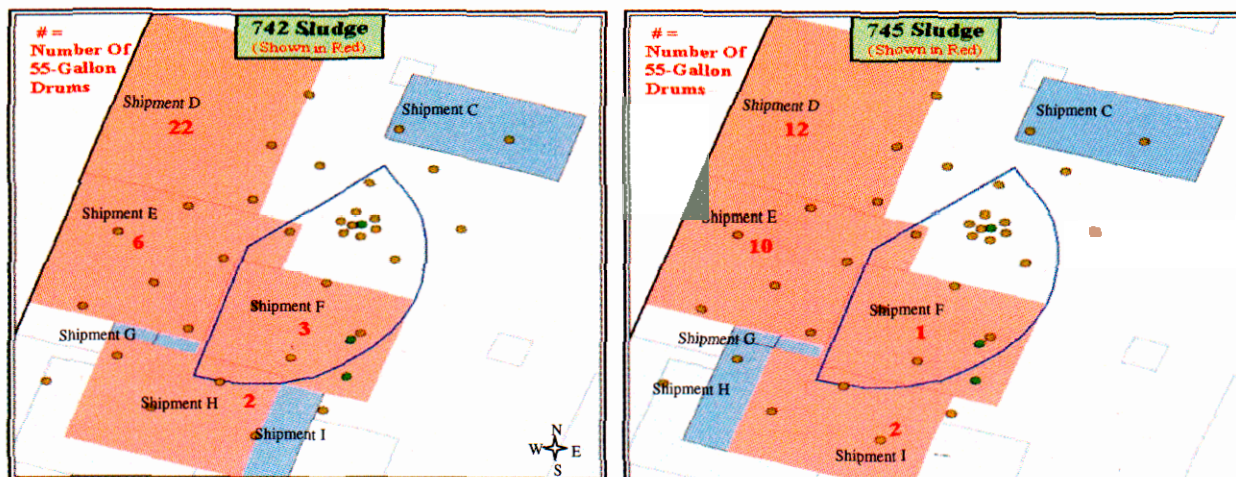 # =
Number Of
55-Gallon
Drums
742 Sludge
(Shown in Red)
Shipment D
22
Shipment C
Shipment E
6
Shipment F
3
Shipment G
Shipment H
2
Shipment I
N
W E
S
# =
Number Of
55-Gallon
Drums
745 Sludge
(Shown in Red)
Shipment D
12
Shipment C
Shipment E
10
Shipment F
1
Shipment G
Shipment H
2
Shipment I